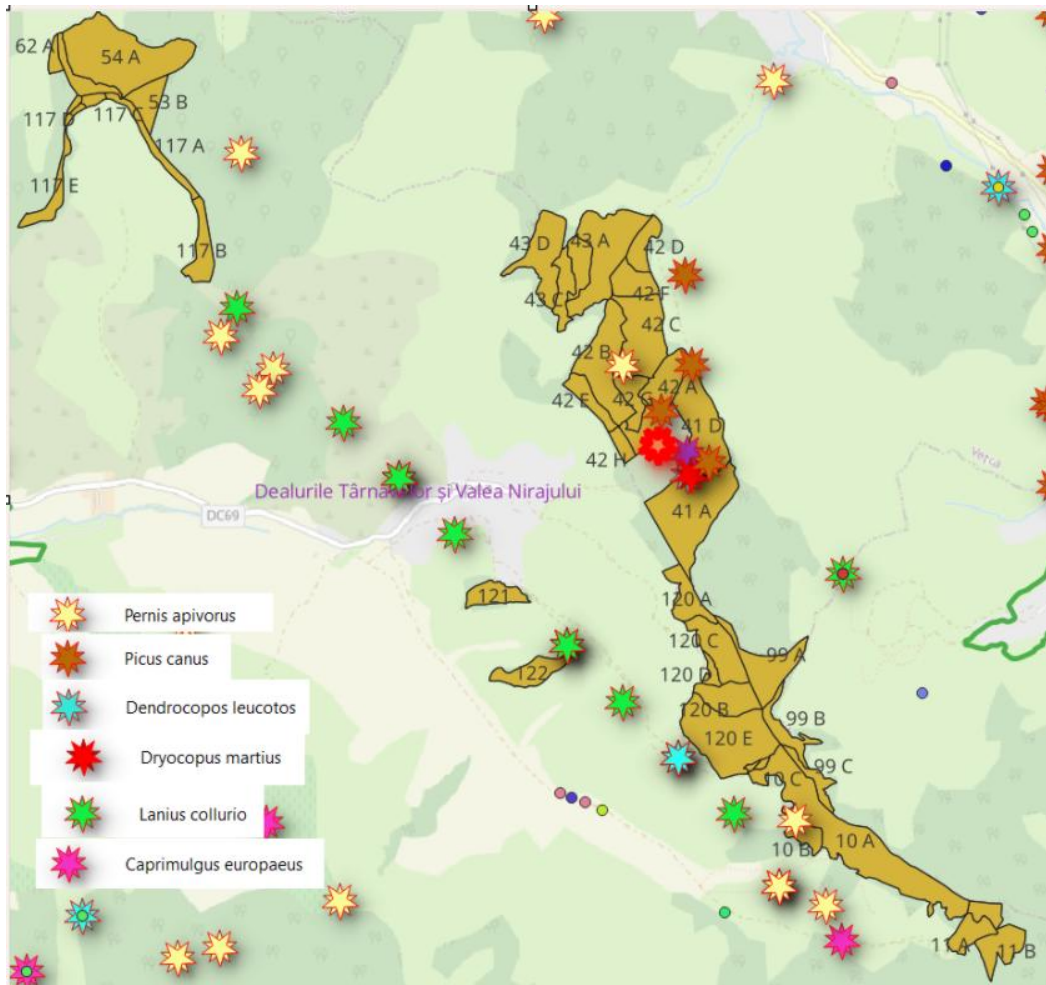 62 A
54 A
53 B
117 D
117 C
117 A
117 E
117 B
43 D
43 A
42 D
43 C
42 F
42 C
42 B
42 A
42 E
42 G
41 D
42 H
Verca
Dealurile Târnavelor și Valea Nirajului
DC69
41 A
121
120 A
120 C
99 A
122
120 D
120 B
99 B
120 E
99 C
10 C
10 B
10 A
11 A
11 B
Pernis apivorus
Picus canus
Dendrocopos leucotos
Dryocopus martius
Lanius collurio
Caprimulgus europaeus